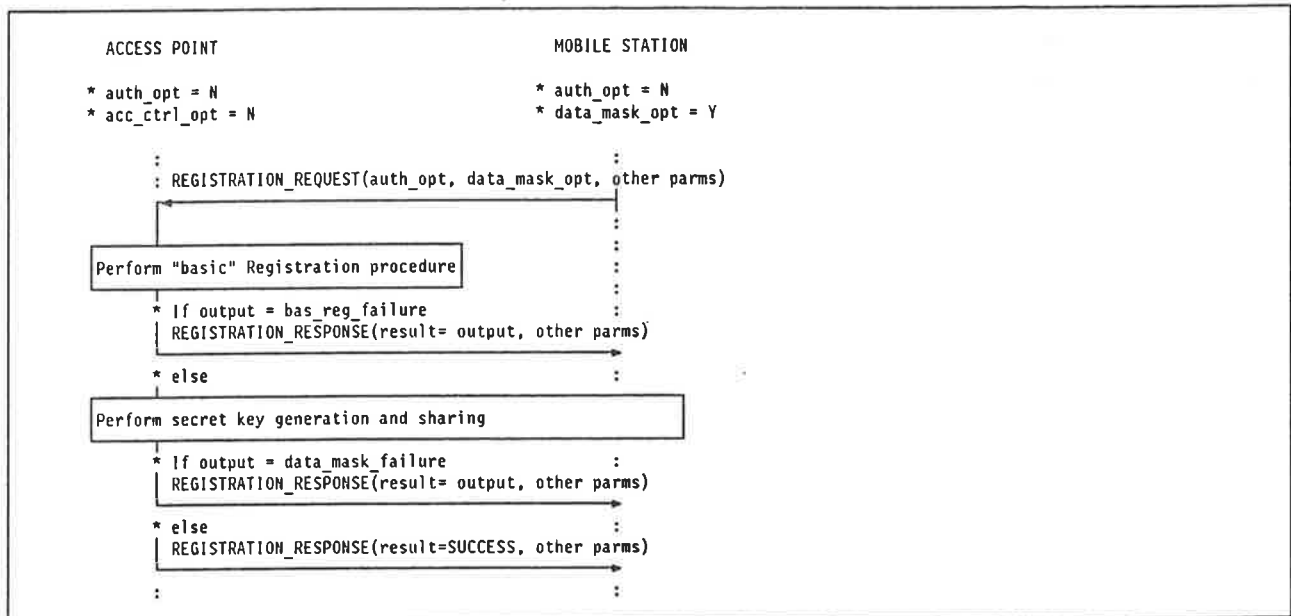 ACCESS POINT MOBILE STATION
* auth_opt = N * auth_opt = N
* acc_ctrl_opt = N * data_mask_opt = Y
REGISTRATION_REQUEST(auth_opt, data_mask_opt, other parms)
Perform "basic" Registration procedure
* If output = bas_reg_failure
REGISTRATION_RESPONSE(result= output, other parms)
* else
Perform secret key generation and sharing
* If output = data_mask_failure
REGISTRATION_RESPONSE(result= output, other parms)
* else
REGISTRATION_RESPONSE(result=SUCCESS, other parms)